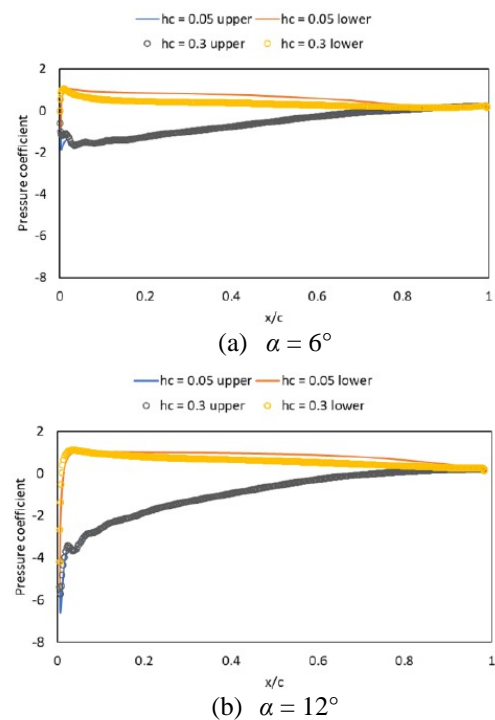 hc = 0.05 upper hc = 0.05 lower
hc = 0.3 upper hc = 0.3 lower
2
0
-2
-4
-6
-8
Pressure coefficient
0 0.2 0.4 0.6 0.8 1
x/c
(a) α = 6°
hc = 0.05 upper hc = 0.05 lower
hc = 0.3 upper hc = 0.3 lower
2
0
-2
-4
-6
-8
Pressure coefficient
0 0.2 0.4 0.6 0.8 1
x/c
(b) α = 12°